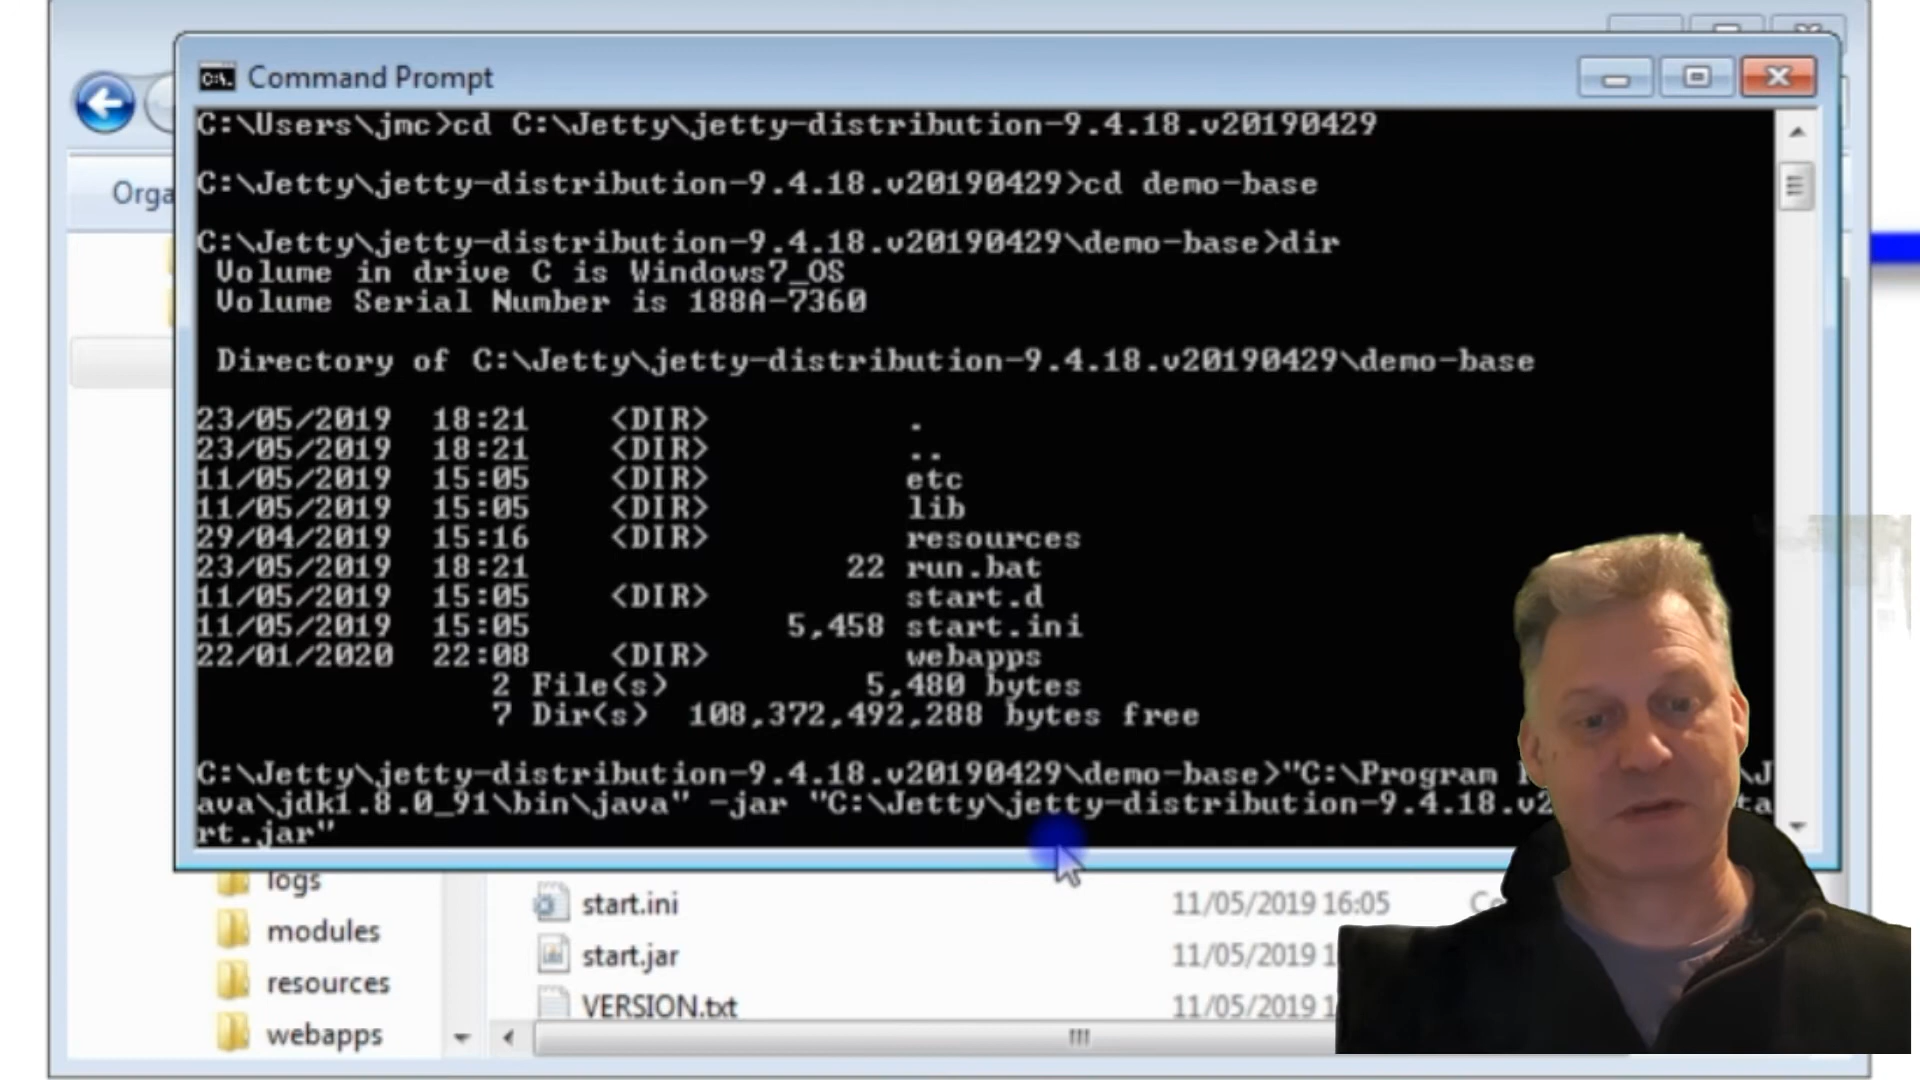 Command Prompt
C:\Users\jmc>cd C:\Jetty\jetty-distribution-9.4.18.v20190429
C:\Jetty\jetty-distribution-9.4.18.v20190429>cd demo-base
Orga
C:\Jetty\jetty-distribution-9.4.18.v20190429\demo-base>dir
Volume in drive C is Windows7_OS
Volume Serial Number is 188A-7360
Directory of C:\Jetty\jetty-distribution-9.4.18.v20190429\demo-base
23/05/2019 18:21 <DIR> .
23/05/2019 18:21 <DIR> ..
11/05/2019 15:05 <DIR> etc
11/05/2019 15:05 <DIR> lib
29/04/2019 15:16 <DIR> resources
23/05/2019 18:21 22 run.bat
11/05/2019 15:05 <DIR> start.d
11/05/2019 15:05 5,458 start.ini
22/01/2020 22:08 <DIR> webapps
2 File(s) 5,480 bytes
7 Dir(s) 108,372,492,288 bytes free
C:\Jetty\jetty-distribution-9.4.18.v20190429\demo-base>"C:\Program \J
ava\jdk1.8.0_91\bin\java" -jar "C:\Jetty\jetty-distribution-9.4.18.v2 ta
rt.jar"
logs
modules
resources
webapps
start.ini 11/05/2019 16:05
start.jar 11/05/2019 1
VERSION.txt 11/05/2019 1